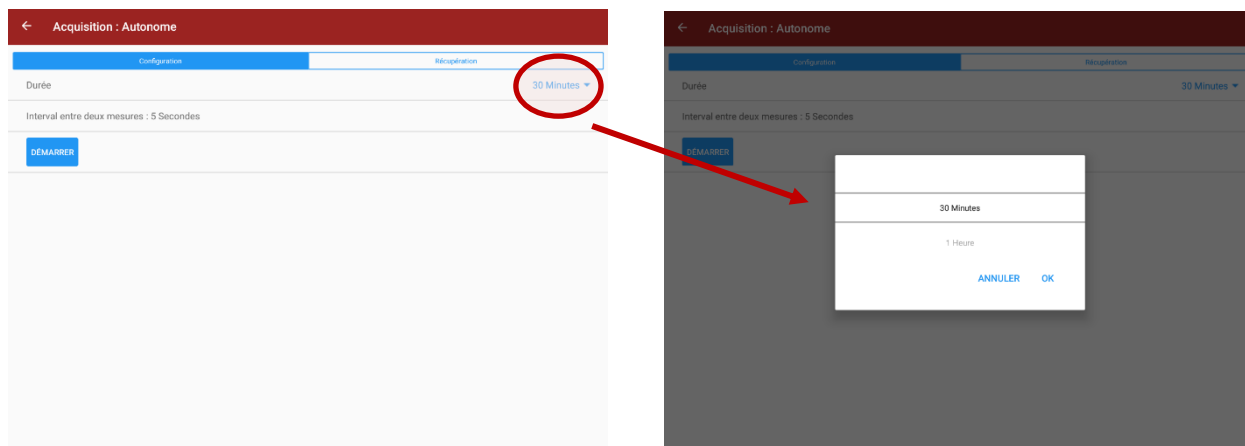 Acquisition : Autonome
Configuration Récupération
Durée 30 Minutes
Interval entre deux mesures : 5 Secondes
DÉMARRER
Acquisition : Autonome
Configuration Récupération
Durée 30 Minutes
Interval entre deux mesures : 5 Secondes
DÉMARRER
30 Minutes
1 Heure
ANNULER OK